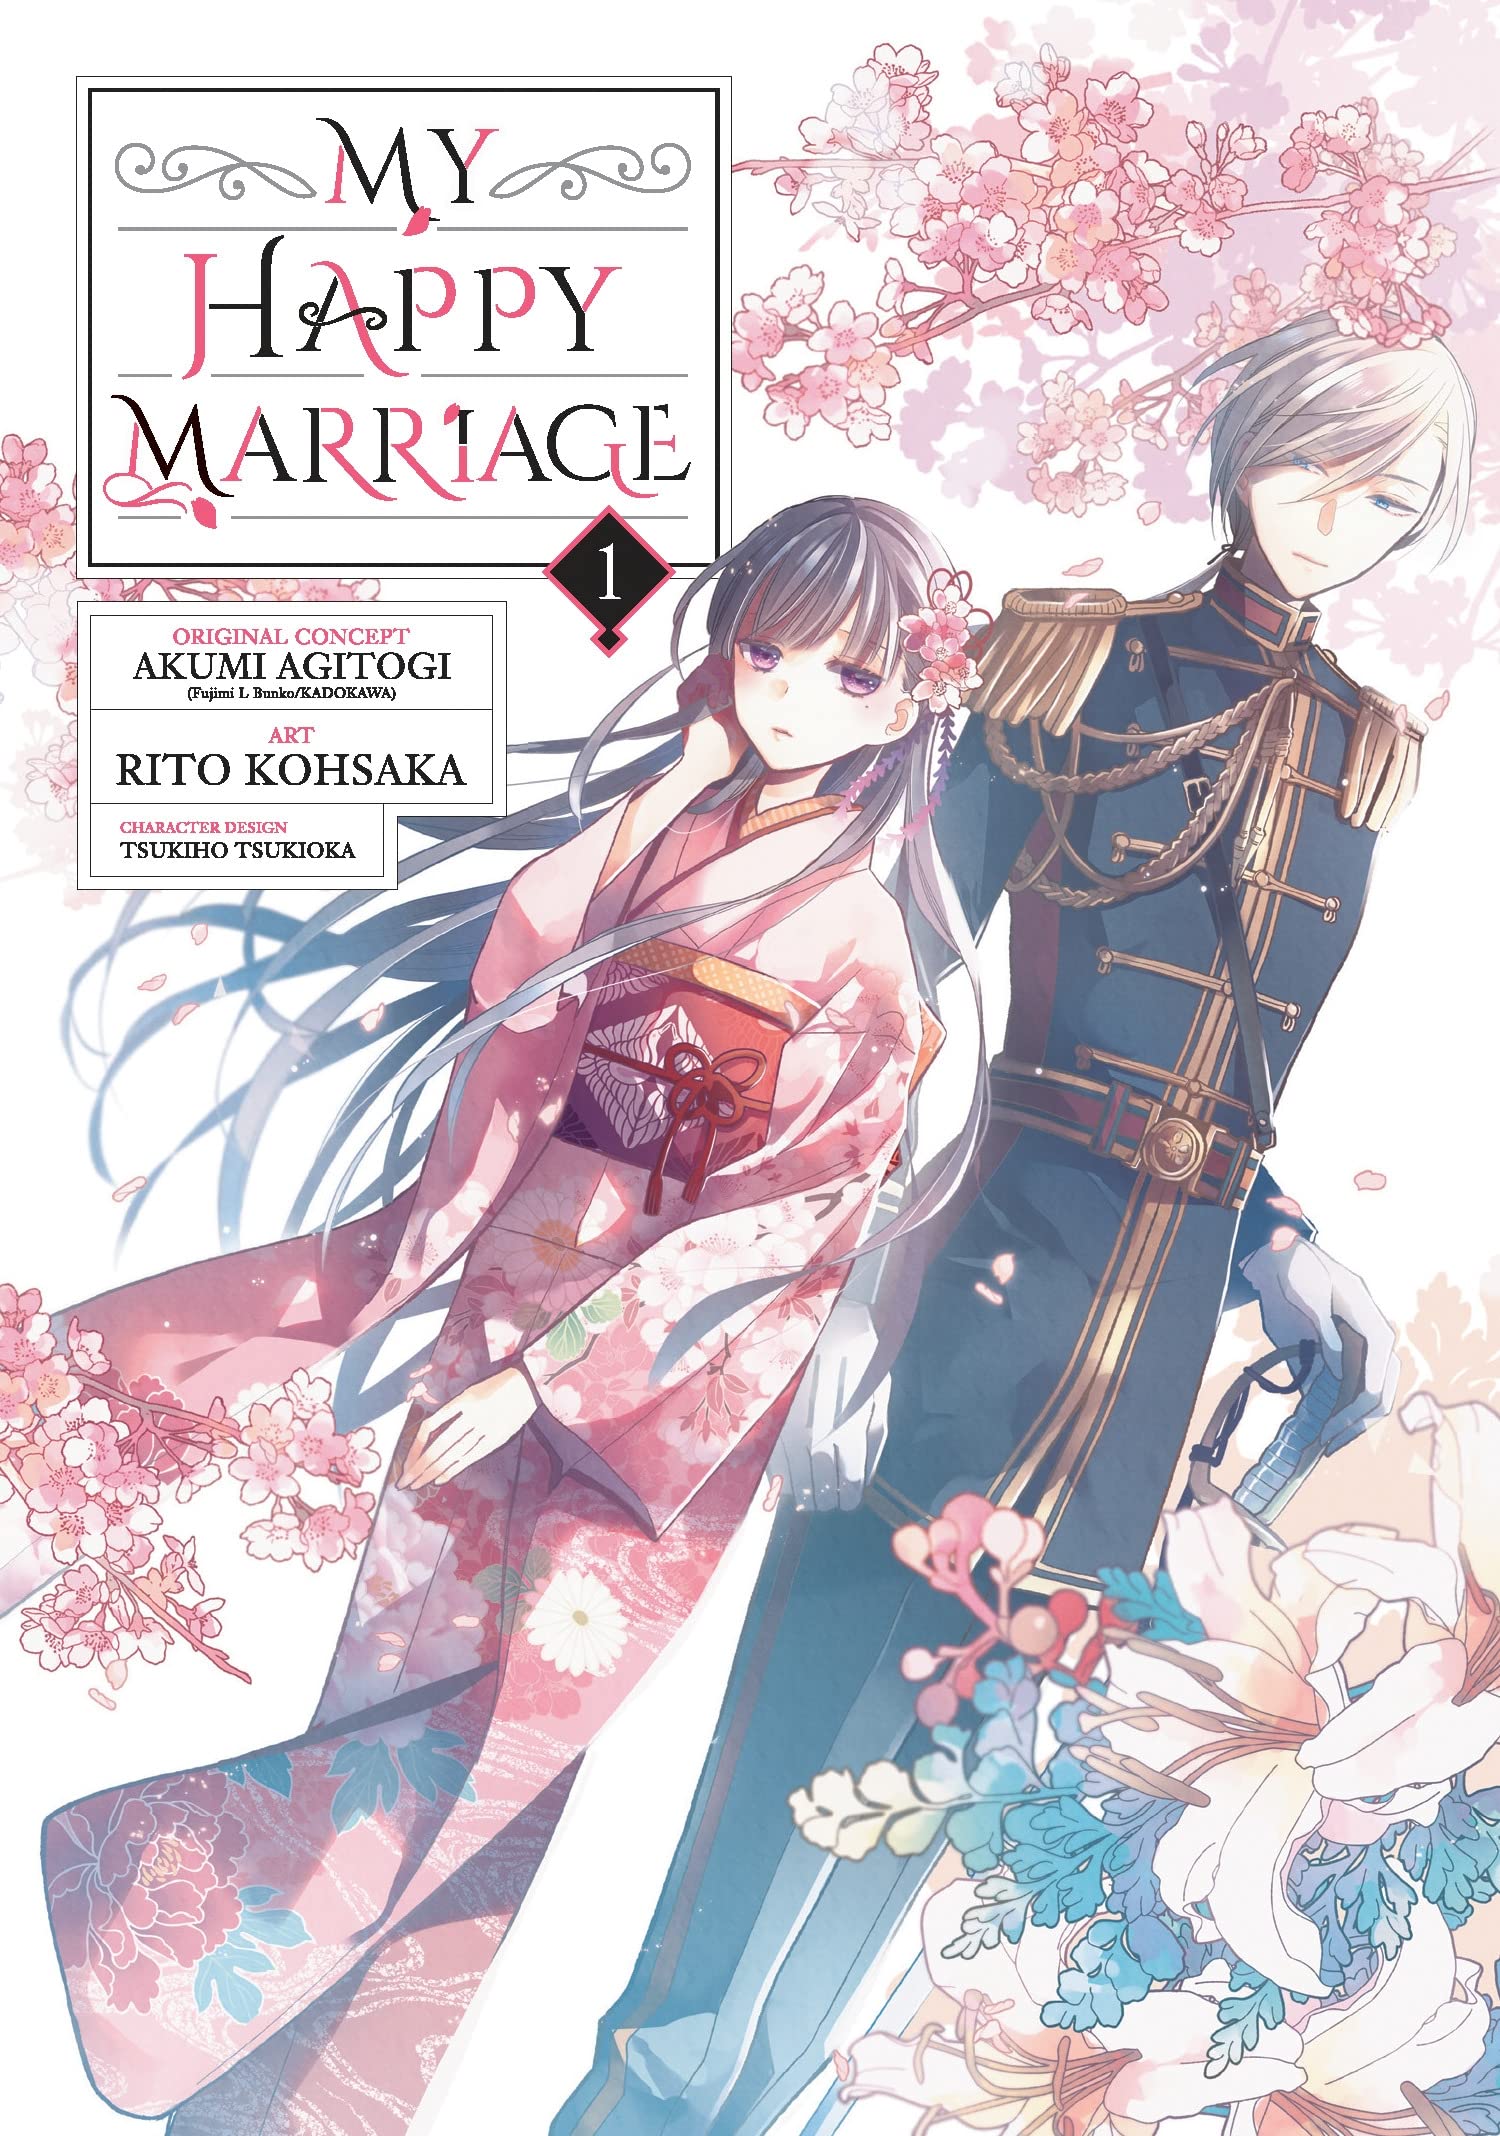 MY
HAPPY
MARRIAGE
1
ORIGINAL CONCEPT
AKUMI AGITOGI
(Fujimi L Bunko/KADOKAWA)
ART
RITO KOHSAKA
CHARACTER DESIGN
TSUKIHO TSUKIOKA